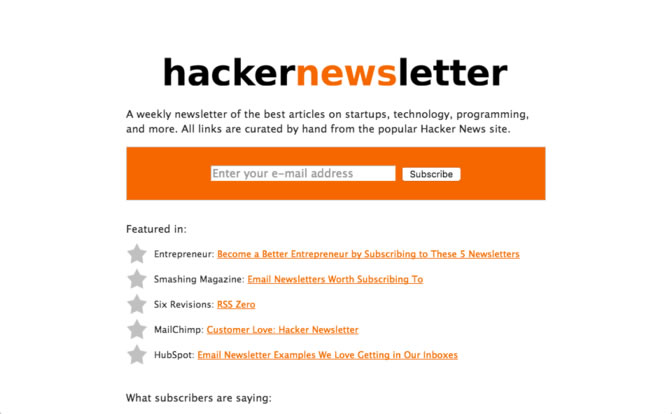 hackernewsletter
A weekly newsletter of the best articles on startups, technology, programming,
and more. All links are curated by hand from the popular Hacker News site.
Enter your e-mail address Subscribe
Featured in:
Entrepreneur: Become a Better Entrepreneur by Subscribing to These 5 Newsletters
Smashing Magazine: Email Newsletters Worth Subscribing To
Six Revisions: RSS Zero
MailChimp: Customer Love: Hacker Newsletter
HubSpot: Email Newsletter Examples We Love Getting in Our Inboxes
What subscribers are saying: